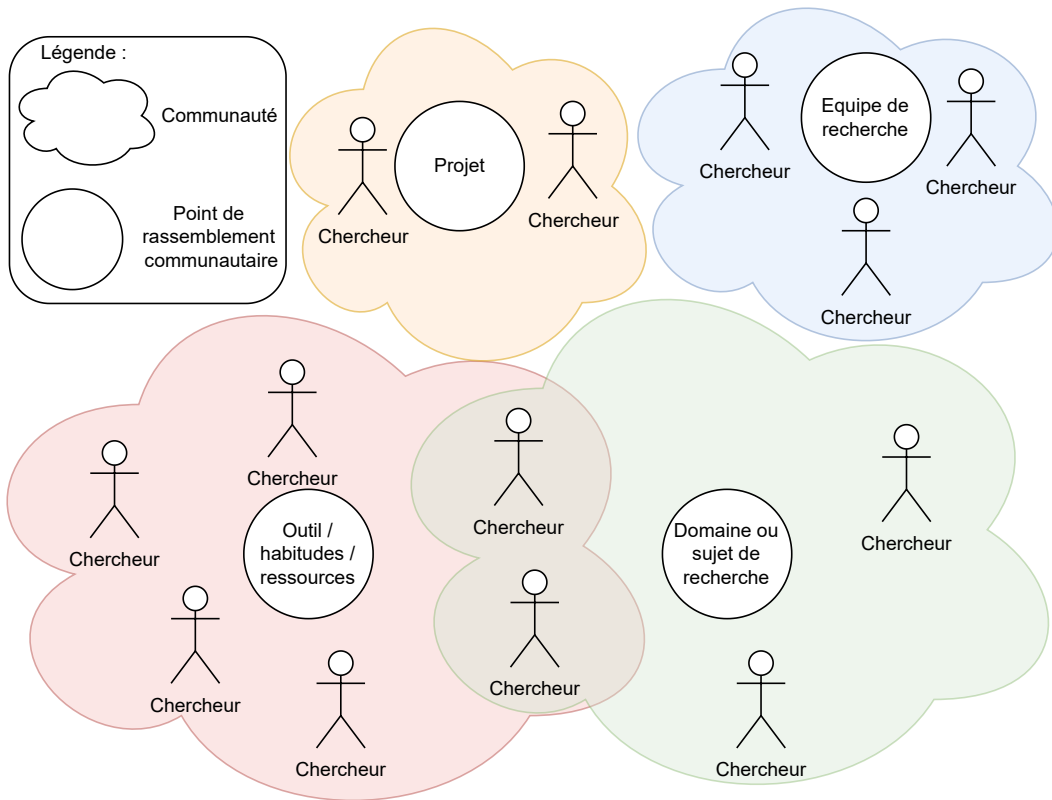 Légende :
Communauté
Point de
rassemblement
communautaire
Projet
Chercheur
Chercheur
Equipe de
recherche
Chercheur
Chercheur
Chercheur
Chercheur
Chercheur
Outil /
habitudes /
ressources
Chercheur
Chercheur
Chercheur
Chercheur
Domaine ou
sujet de
recherche
Chercheur
Chercheur